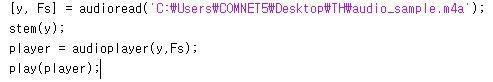 [y, Fs] = audioread('C:₩Users₩COMNET5₩Desktop₩TH₩audio_sample.m4a');
stem(y);
player = audioplayer(y,Fs);
play(player);